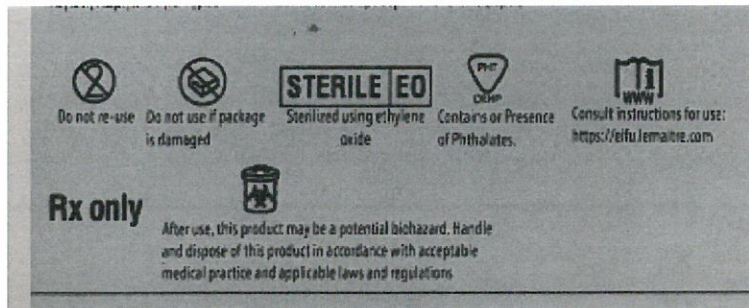 2
STERILE EO
PHT
DEHP
i
WWW
Do not re-use
Do not use if package
is damaged
Sterilized using ethylene
oxide
Contains or Presence
of Phthalates.
Consult instructions for use:
https://eifu.lemaitre.com
Rx only
After use, this product may be a potential biohazard. Handle
and dispose of this product in accordance with acceptable
medical practice and applicable laws and regulations